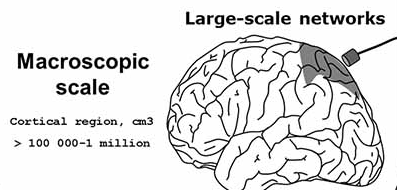 Large-scale networks
Macroscopic
scale
Cortical region, cm3
> 100 000-1 million